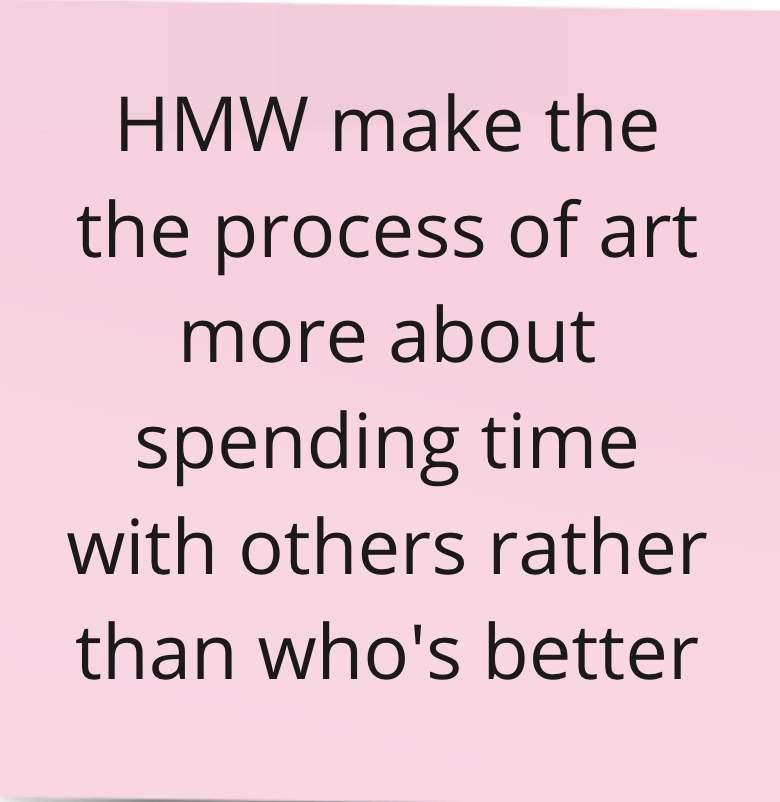 HMW make the
the process of art
more about
spending time
with others rather
than who's better